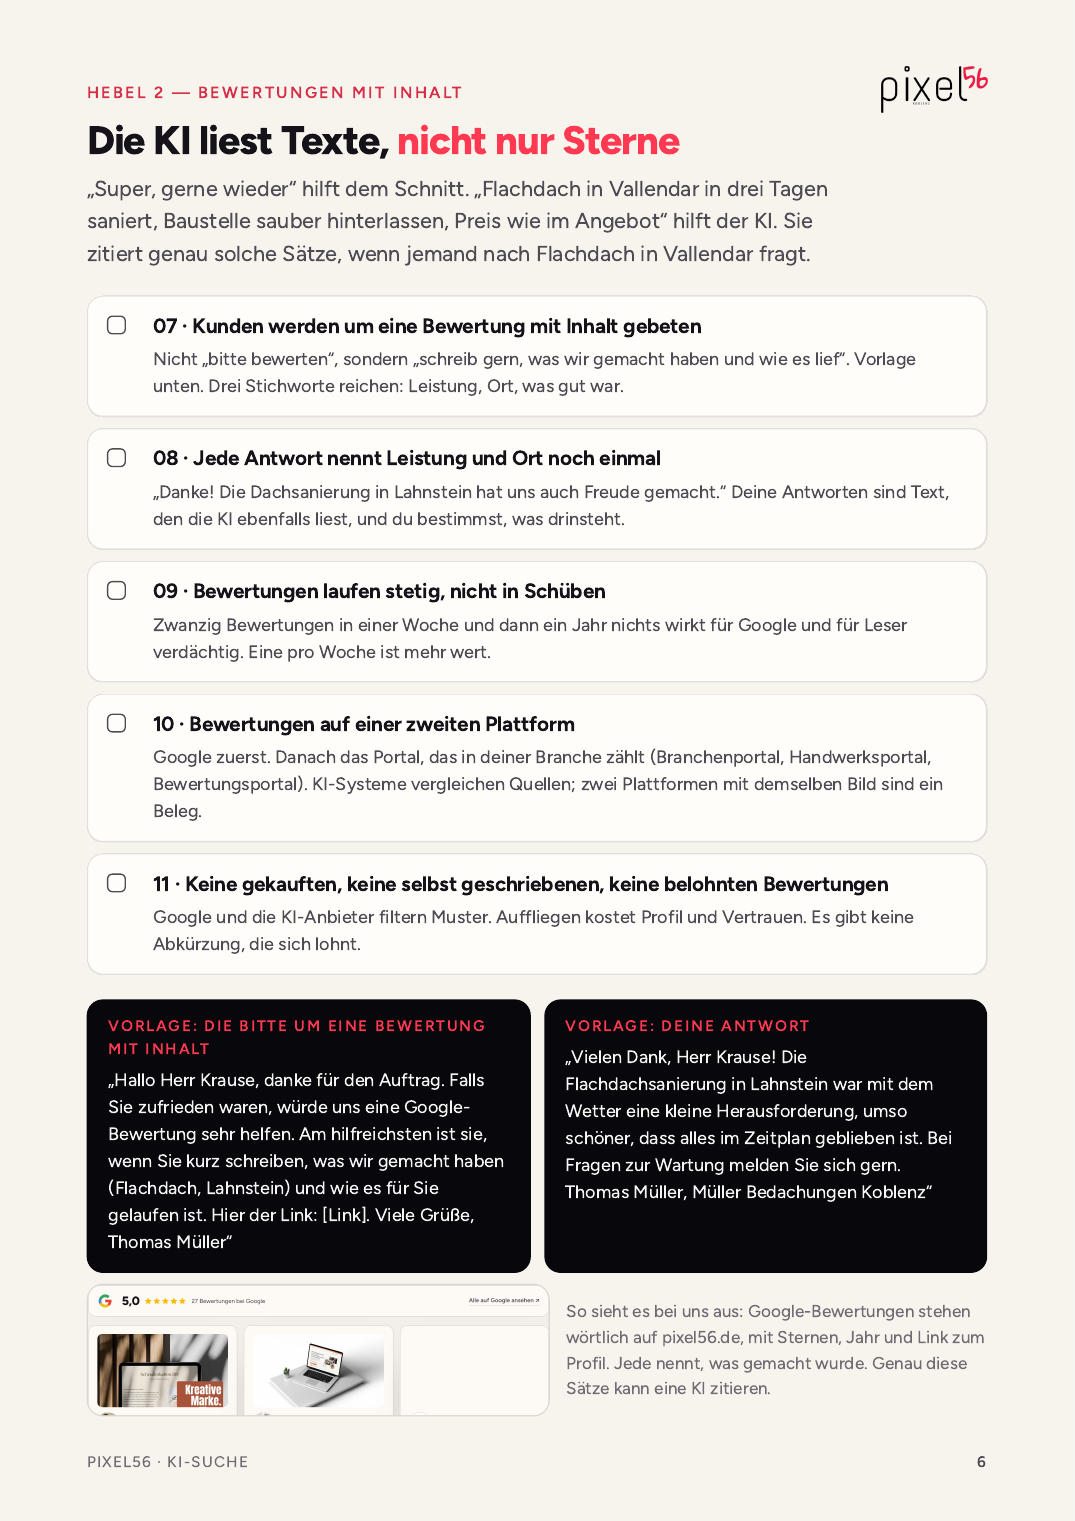 HEBEL 2 — BEWERTUNGEN MIT INHALT
pixel56
Die KI liest Texte, nicht nur Sterne
„Super, gerne wieder“ hilft dem Schnitt. „Flachdach in Vallendar in drei Tagen
saniert, Baustelle sauber hinterlassen, Preis wie im Angebot“ hilft der KI. Sie
zitiert genau solche Sätze, wenn jemand nach Flachdach in Vallendar fragt.
07 · Kunden werden um eine Bewertung mit Inhalt gebeten
Nicht „bitte bewerten“, sondern „schreib gern, was wir gemacht haben und wie es lief“. Vorlage
unten. Drei Stichworte reichen: Leistung, Ort, was gut war.
08 · Jede Antwort nennt Leistung und Ort noch einmal
„Danke! Die Dachsanierung in Lahnstein hat uns auch Freude gemacht.“ Deine Antworten sind Text,
den die KI ebenfalls liest, und du bestimmst, was drinsteht.
09 · Bewertungen laufen stetig, nicht in Schüben
Zwanzig Bewertungen in einer Woche und dann ein Jahr nichts wirkt für Google und für Leser
verdächtig. Eine pro Woche ist mehr wert.
10 · Bewertungen auf einer zweiten Plattform
Google zuerst. Danach das Portal, das in deiner Branche zählt (Branchenportal, Handwerksportal,
Bewertungsportal). KI-Systeme vergleichen Quellen; zwei Plattformen mit demselben Bild sind ein
Beleg.
11 · Keine gekauften, keine selbst geschriebenen, keine belohnten Bewertungen
Google und die KI-Anbieter filtern Muster. Auffliegen kostet Profil und Vertrauen. Es gibt keine
Abkürzung, die sich lohnt.
VORLAGE: DIE BITTE UM EINE BEWERTUNG
MIT INHALT
„Hallo Herr Krause, danke für den Auftrag. Falls
Sie zufrieden waren, würde uns eine Google-
Bewertung sehr helfen. Am hilfreichsten ist sie,
wenn Sie kurz schreiben, was wir gemacht haben
(Flachdach, Lahnstein) und wie es für Sie
gelaufen ist. Hier der Link: [Link]. Viele Grüße,
Thomas Müller“
VORLAGE: DEINE ANTWORT
„Vielen Dank, Herr Krause! Die
Flachdachsanierung in Lahnstein war mit dem
Wetter eine kleine Herausforderung, umso
schöner, dass alles im Zeitplan geblieben ist. Bei
Fragen zur Wartung melden Sie sich gern.
Thomas Müller, Müller Bedachungen Koblenz“
5,0 ★★★★★ 27 Bewertungen bei Google
Alle auf Google ansehen ↗
Kreative
Marke.
So sieht es bei uns aus: Google-Bewertungen stehen
wörtlich auf pixel56.de, mit Sternen, Jahr und Link zum
Profil. Jede nennt, was gemacht wurde. Genau diese
Sätze kann eine KI zitieren.
PIXEL56 · KI-SUCHE
6